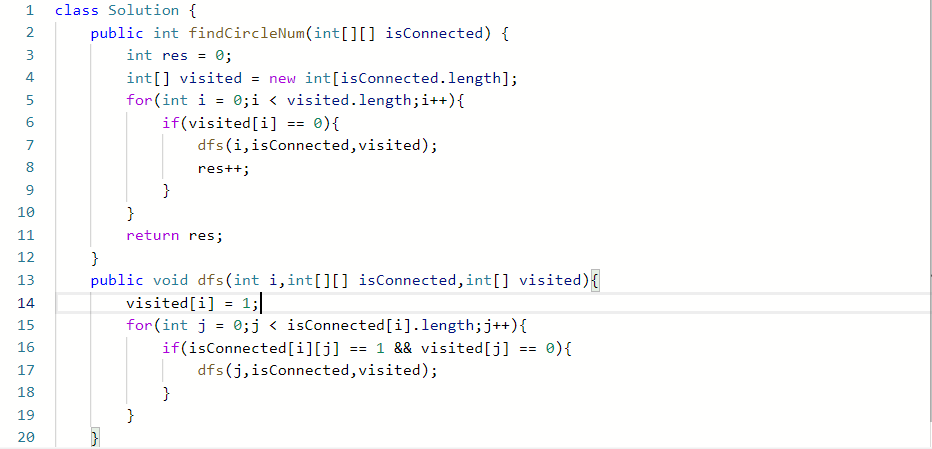 1 class Solution {
2     public int findCircleNum(int[][] isConnected) {
3         int res = 0;
4         int[] visited = new int[isConnected.length];
5         for(int i = 0;i < visited.length;i++){
6             if(visited[i] == 0){
7                 dfs(i,isConnected,visited);
8                 res++;
9             }
10         }
11         return res;
12     }
13     public void dfs(int i,int[][] isConnected,int[] visited){
14         visited[i] = 1;
15         for(int j = 0;j < isConnected[i].length;j++){
16             if(isConnected[i][j] == 1 && visited[j] == 0){
17                 dfs(j,isConnected,visited);
18             }
19         }
20     }